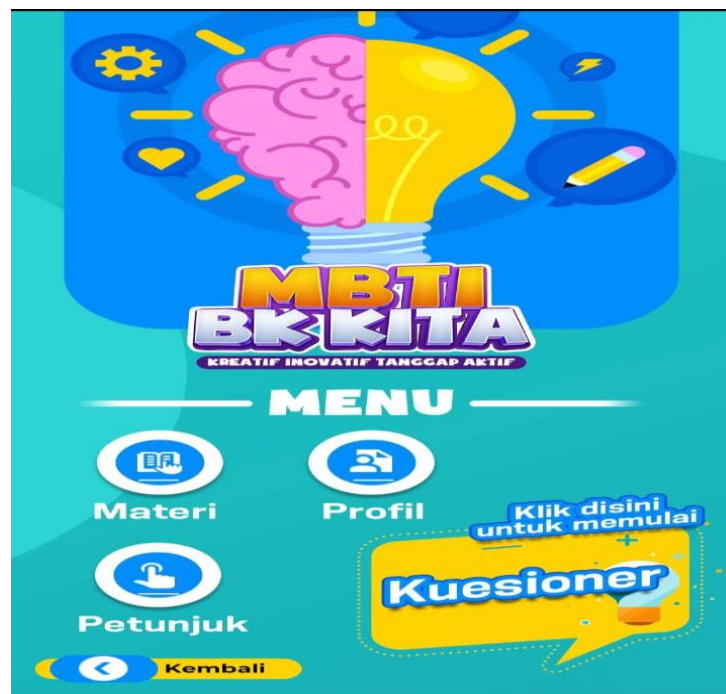 MBTI
BK KITA
KREATIF INOVATIF TANGGAP AKTIF
MENU
Materi
Profil
Klik disini
untuk memulai
Kuesioner
Petunjuk
Kembali